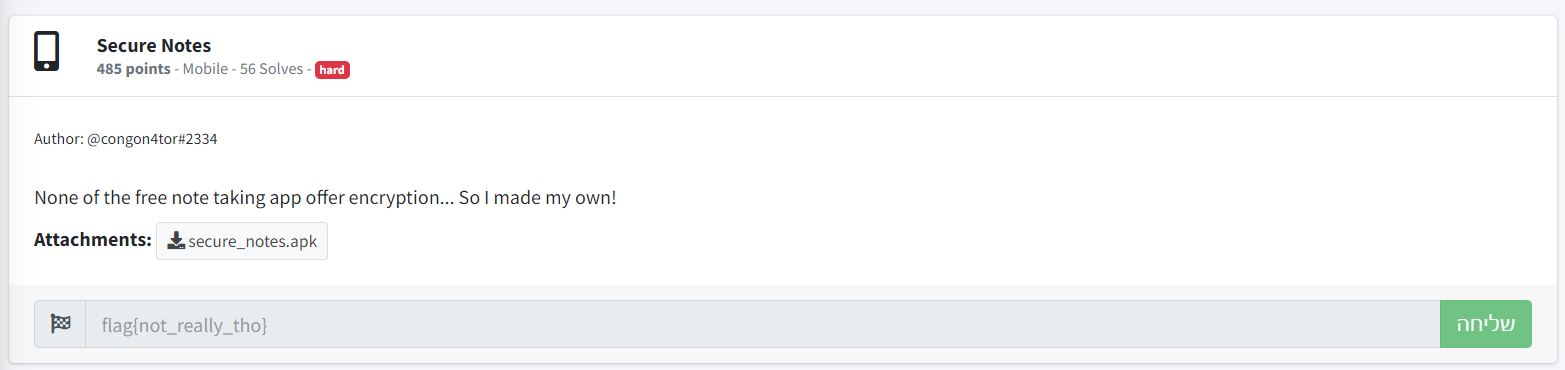 Secure Notes
485 points - Mobile - 56 Solves - hard
Author: @congon4tor#2334
None of the free note taking app offer encryption... So I made my own!
Attachments: secure_notes.apk
flag{not_really_tho} שליחה